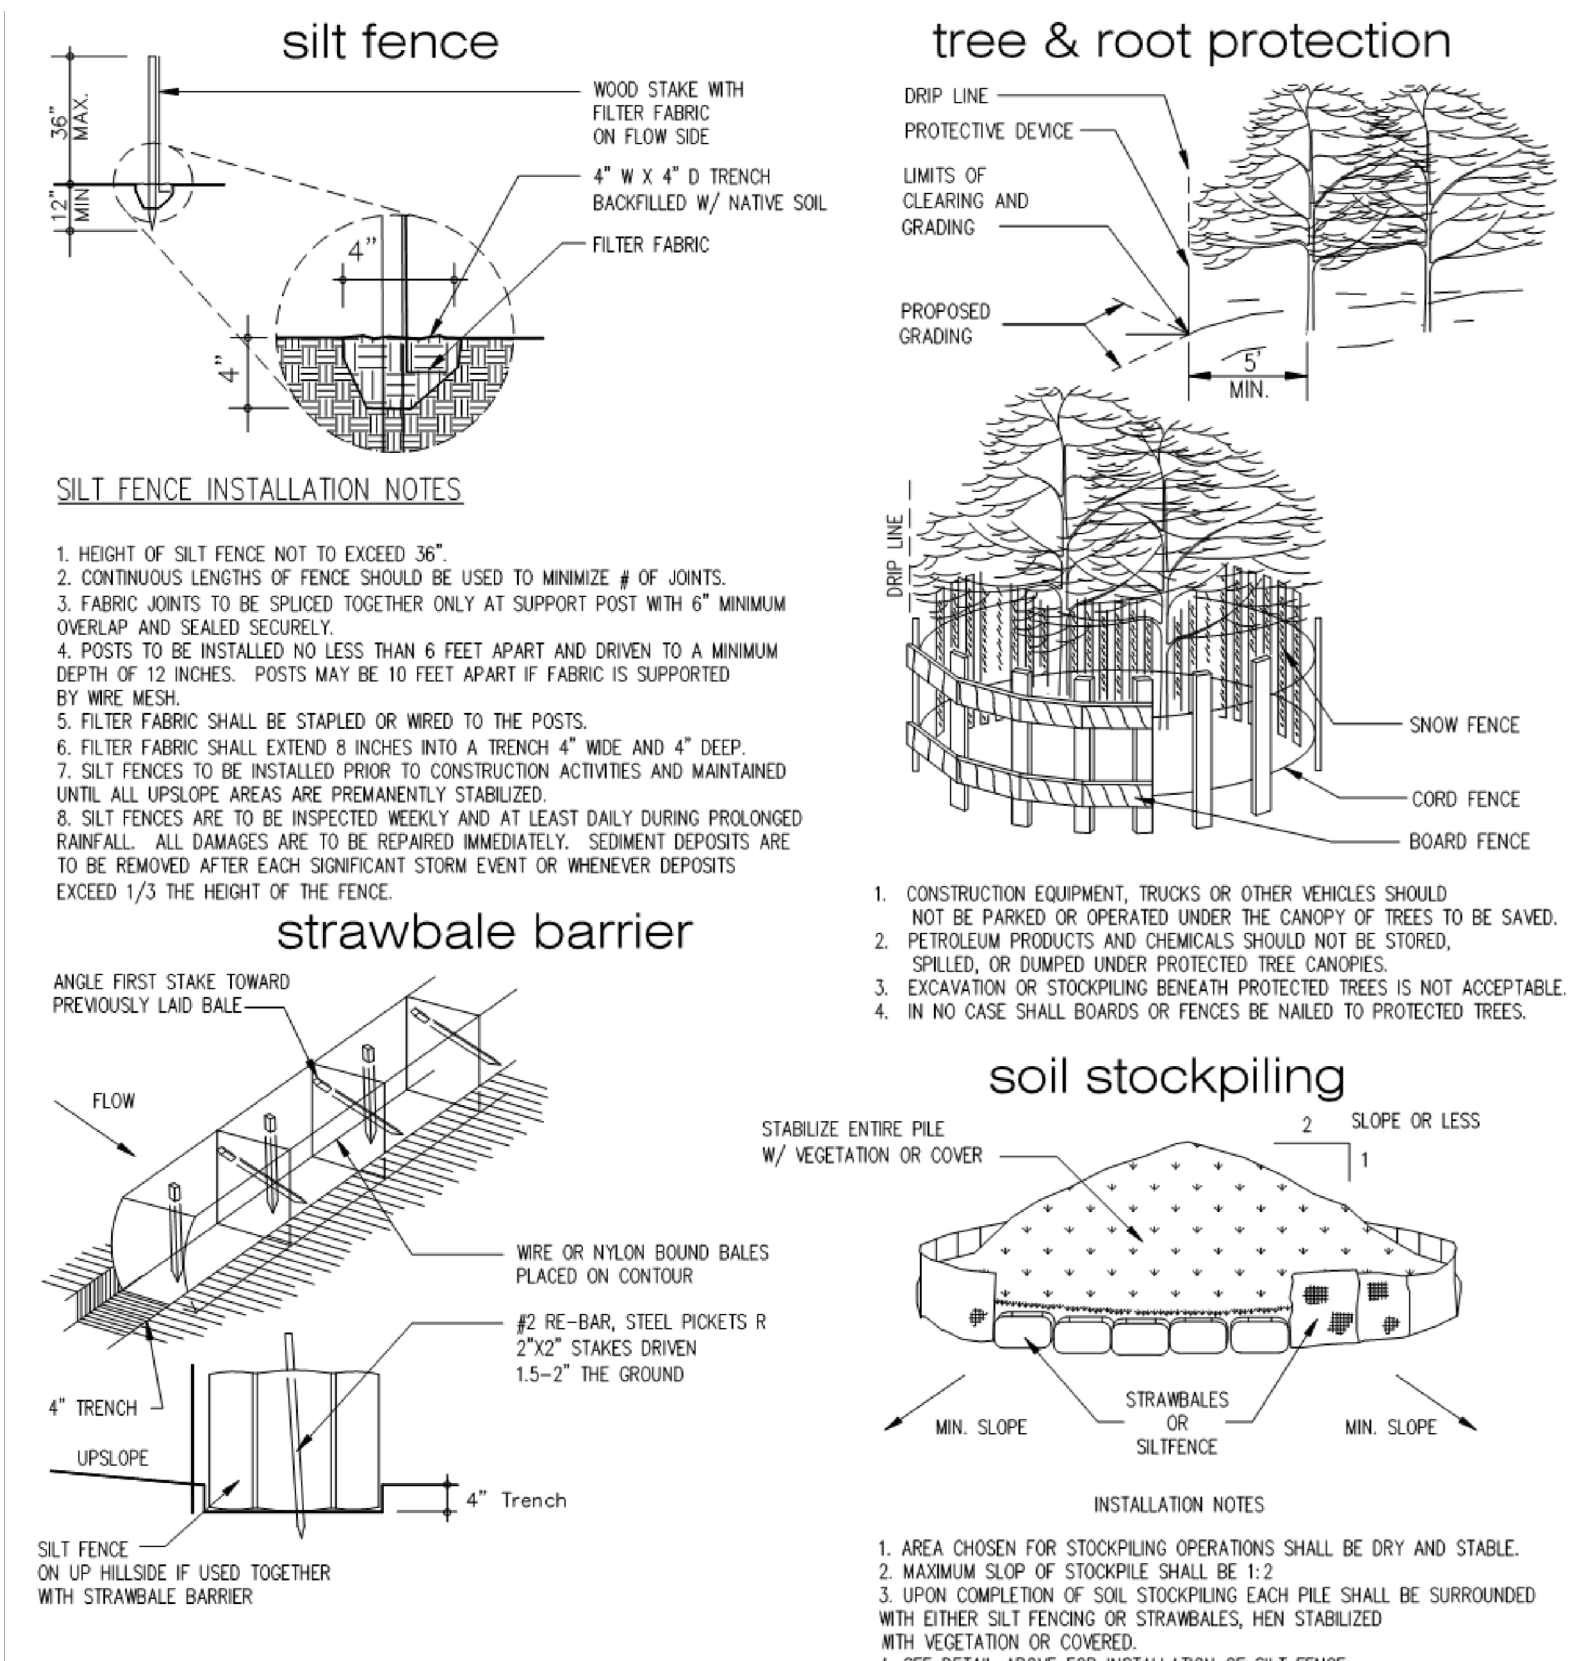 silt fence
36"
MAX.
12"
MIN
WOOD STAKE WITH
FILTER FABRIC
ON FLOW SIDE
4" W X 4" D TRENCH
BACKFILLED W/ NATIVE SOIL
FILTER FABRIC
4"
4"
SILT FENCE INSTALLATION NOTES
1. HEIGHT OF SILT FENCE NOT TO EXCEED 36".
2. CONTINUOUS LENGTHS OF FENCE SHOULD BE USED TO MINIMIZE # OF JOINTS.
3. FABRIC JOINTS TO BE SPLICED TOGETHER ONLY AT SUPPORT POST WITH 6" MINIMUM
OVERLAP AND SEALED SECURELY.
4. POSTS TO BE INSTALLED NO LESS THAN 6 FEET APART AND DRIVEN TO A MINIMUM
DEPTH OF 12 INCHES. POSTS MAY BE 10 FEET APART IF FABRIC IS SUPPORTED
BY WIRE MESH.
5. FILTER FABRIC SHALL BE STAPLED OR WIRED TO THE POSTS.
6. FILTER FABRIC SHALL EXTEND 8 INCHES INTO A TRENCH 4" WIDE AND 4" DEEP.
7. SILT FENCES TO BE INSTALLED PRIOR TO CONSTRUCTION ACTIVITIES AND MAINTAINED
UNTIL ALL UPSLOPE AREAS ARE PREMANENTLY STABILIZED.
8. SILT FENCES ARE TO BE INSPECTED WEEKLY AND AT LEAST DAILY DURING PROLONGED
RAINFALL. ALL DAMAGES ARE TO BE REPAIRED IMMEDIATELY. SEDIMENT DEPOSITS ARE
TO BE REMOVED AFTER EACH SIGNIFICANT STORM EVENT OR WHENEVER DEPOSITS
EXCEED 1/3 THE HEIGHT OF THE FENCE.
strawbale barrier
ANGLE FIRST STAKE TOWARD
PREVIOUSLY LAID BALE
FLOW
WIRE OR NYLON BOUND BALES
PLACED ON CONTOUR
#2 RE-BAR, STEEL PICKETS R
2"X2" STAKES DRIVEN
1.5-2" THE GROUND
4" TRENCH
UPSLOPE
4" Trench
SILT FENCE
ON UP HILLSIDE IF USED TOGETHER
WITH STRAWBALE BARRIER
tree & root protection
DRIP LINE
PROTECTIVE DEVICE
LIMITS OF
CLEARING AND
GRADING
PROPOSED
GRADING
5'
MIN.
DRIP LINE
SNOW FENCE
CORD FENCE
BOARD FENCE
1. CONSTRUCTION EQUIPMENT, TRUCKS OR OTHER VEHICLES SHOULD
NOT BE PARKED OR OPERATED UNDER THE CANOPY OF TREES TO BE SAVED.
2. PETROLEUM PRODUCTS AND CHEMICALS SHOULD NOT BE STORED,
SPILLED, OR DUMPED UNDER PROTECTED TREE CANOPIES.
3. EXCAVATION OR STOCKPILING BENEATH PROTECTED TREES IS NOT ACCEPTABLE.
4. IN NO CASE SHALL BOARDS OR FENCES BE NAILED TO PROTECTED TREES.
soil stockpiling
STABILIZE ENTIRE PILE
W/ VEGETATION OR COVER
2
SLOPE OR LESS
1
STRAWBALES
OR
SILTFENCE
MIN. SLOPE
MIN. SLOPE
INSTALLATION NOTES
1. AREA CHOSEN FOR STOCKPILING OPERATIONS SHALL BE DRY AND STABLE.
2. MAXIMUM SLOP OF STOCKPILE SHALL BE 1:2
3. UPON COMPLETION OF SOIL STOCKPILING EACH PILE SHALL BE SURROUNDED
WITH EITHER SILT FENCING OR STRAWBALES, HEN STABILIZED
WITH VEGETATION OR COVERED.
4. SEE DETAIL ABOVE FOR INSTALLATION OF SILT FENCE